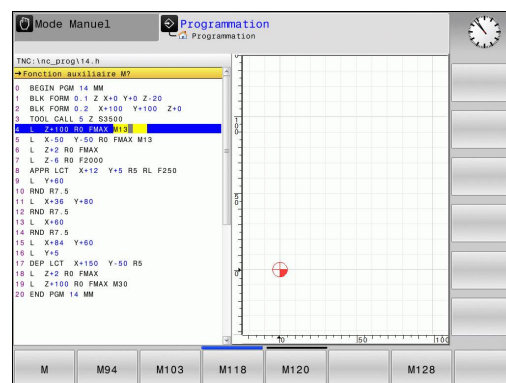 Mode Manuel
Programmation
Programmation
TNC:\nc_prog\14.h
→Fonction auxiliaire M?
0 BEGIN PGM 14 MM
1 BLK FORM 0.1 Z X+0 Y+0 Z-20
2 BLK FORM 0.2 X+100 Y+100 Z+0
3 TOOL CALL 5 Z S3500
4 L Z+100 R0 FMAX M13
5 L X-50 Y-50 R0 FMAX M13
6 L Z+2 R0 FMAX
7 L Z-6 R0 F2000
8 APPR LCT X+12 Y+5 R5 RL F250
9 L Y+60
10 RND R7.5
11 L X+36 Y+80
12 RND R7.5
13 L X+60
14 RND R7.5
15 L X+84 Y+60
16 L Y+5
17 DEP LCT X+150 Y-50 R5
18 L Z+2 R0 FMAX
19 L Z+100 R0 FMAX M30
20 END PGM 14 MM
100
50
0
0
50
100
M
M94
M103
M118
M120
M128